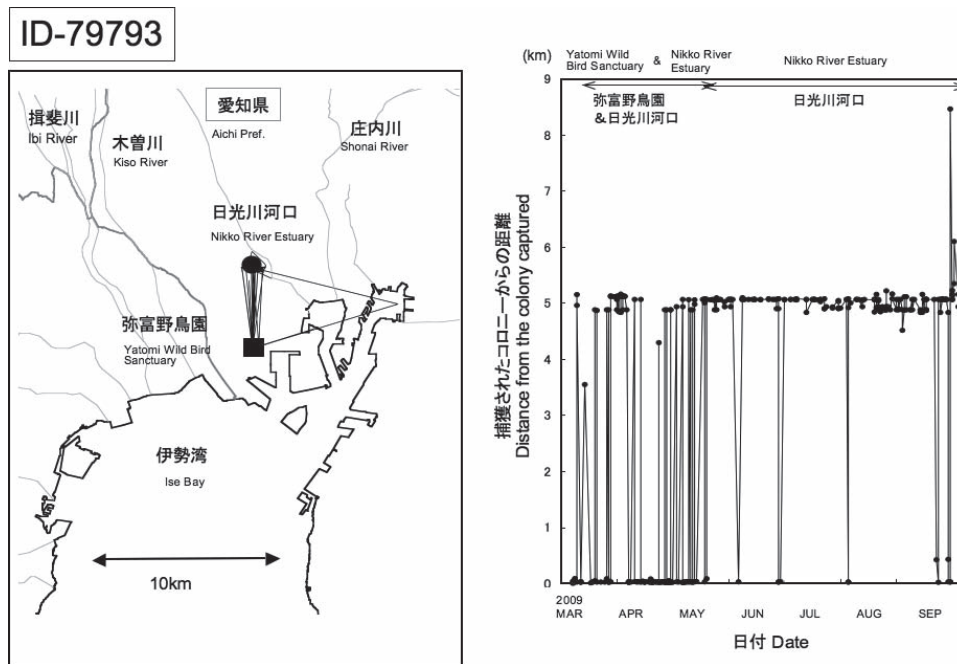 ID-79793
愛知県
Aichi Pref.
揖斐川
Ibi River
木曽川
Kiso River
庄内川
Shonai River
日光川河口
Nikko River Estuary
弥富野鳥園
Yatomi Wild Bird
Sanctuary
伊勢湾
Ise Bay
10km
(km)
Yatomi Wild
Bird Sanctuary
&
Nikko River
Estuary
Nikko River Estuary
弥富野鳥園
&日光川河口
日光川河口
捕獲されたコロニーからの距離
Distance from the colony captured
9
8
7
6
5
4
3
2
1
0
2009
MAR
APR
MAY
JUN
JUL
AUG
SEP
日付 Date